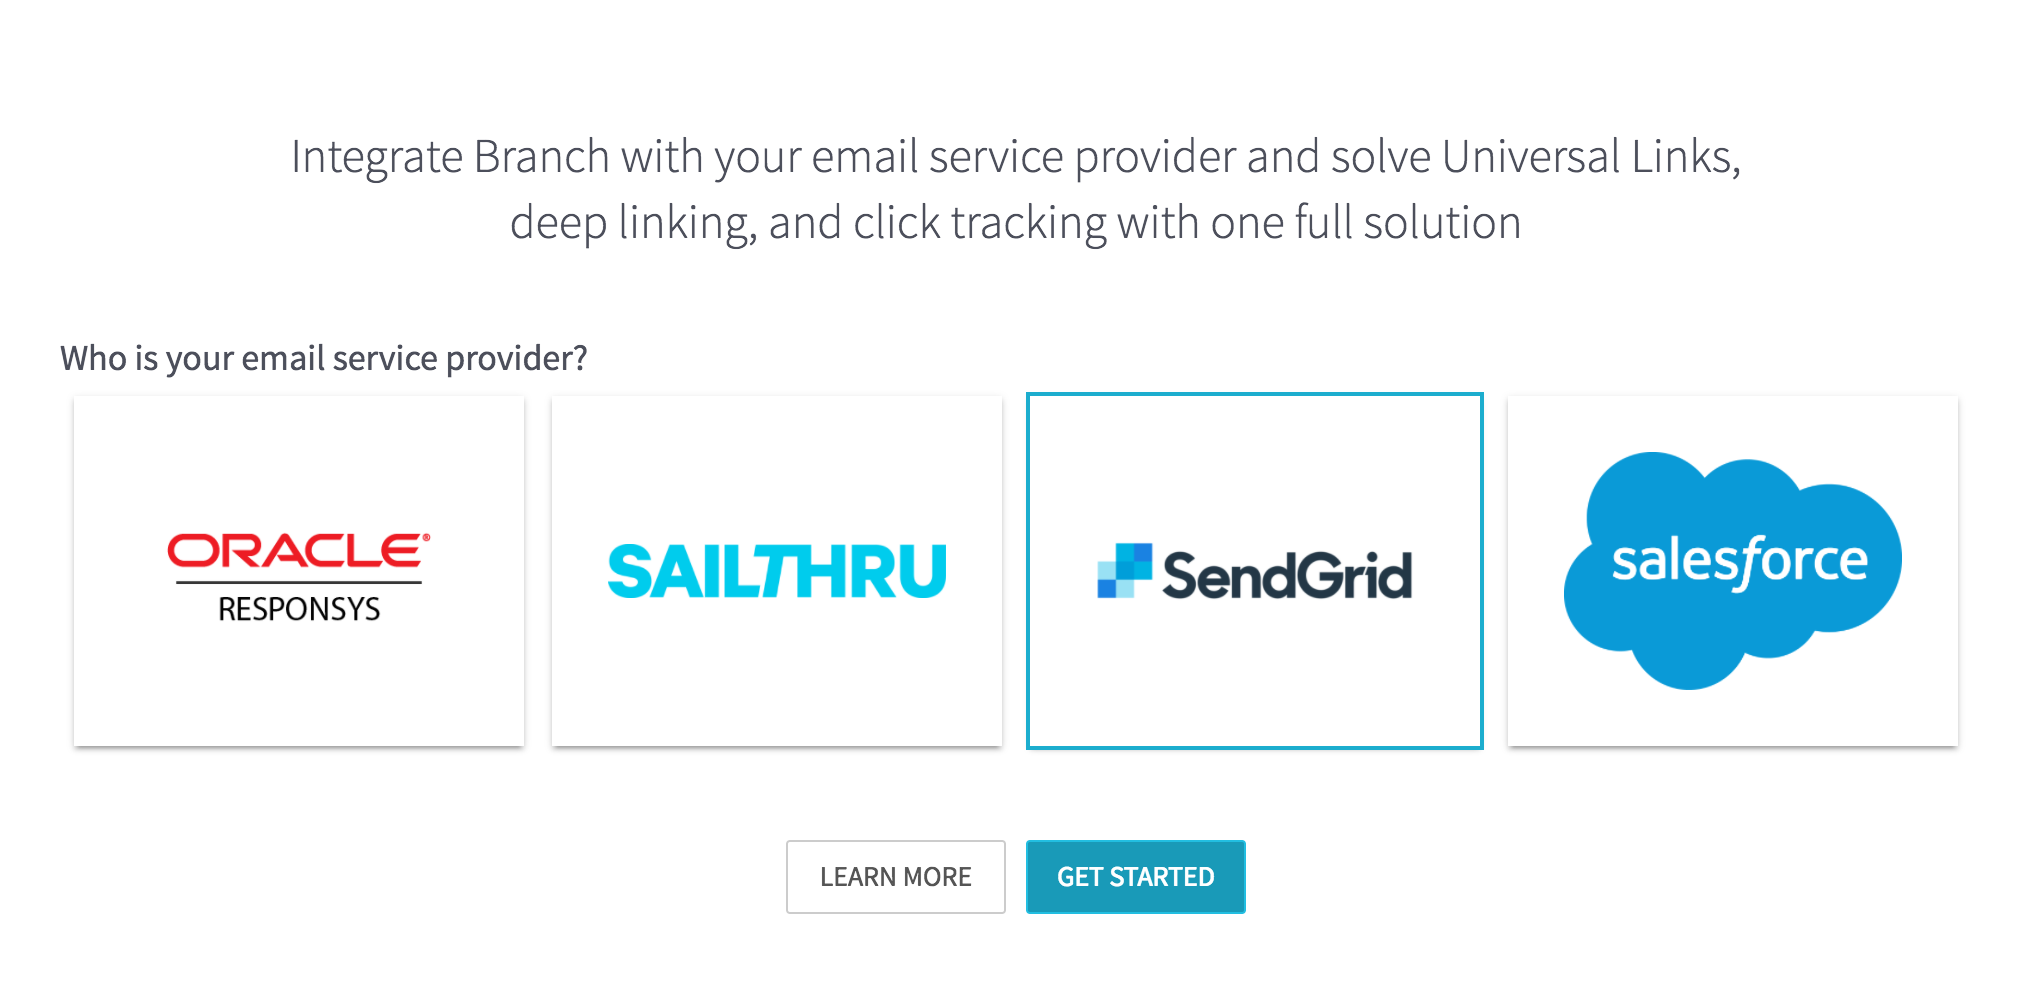 Integrate Branch with your email service provider and solve Universal Links,
deep linking, and click tracking with one full solution
Who is your email service provider?
ORACLE®
RESPONSYS
SAILTHRU
SendGrid
salesforce
LEARN MORE
GET STARTED